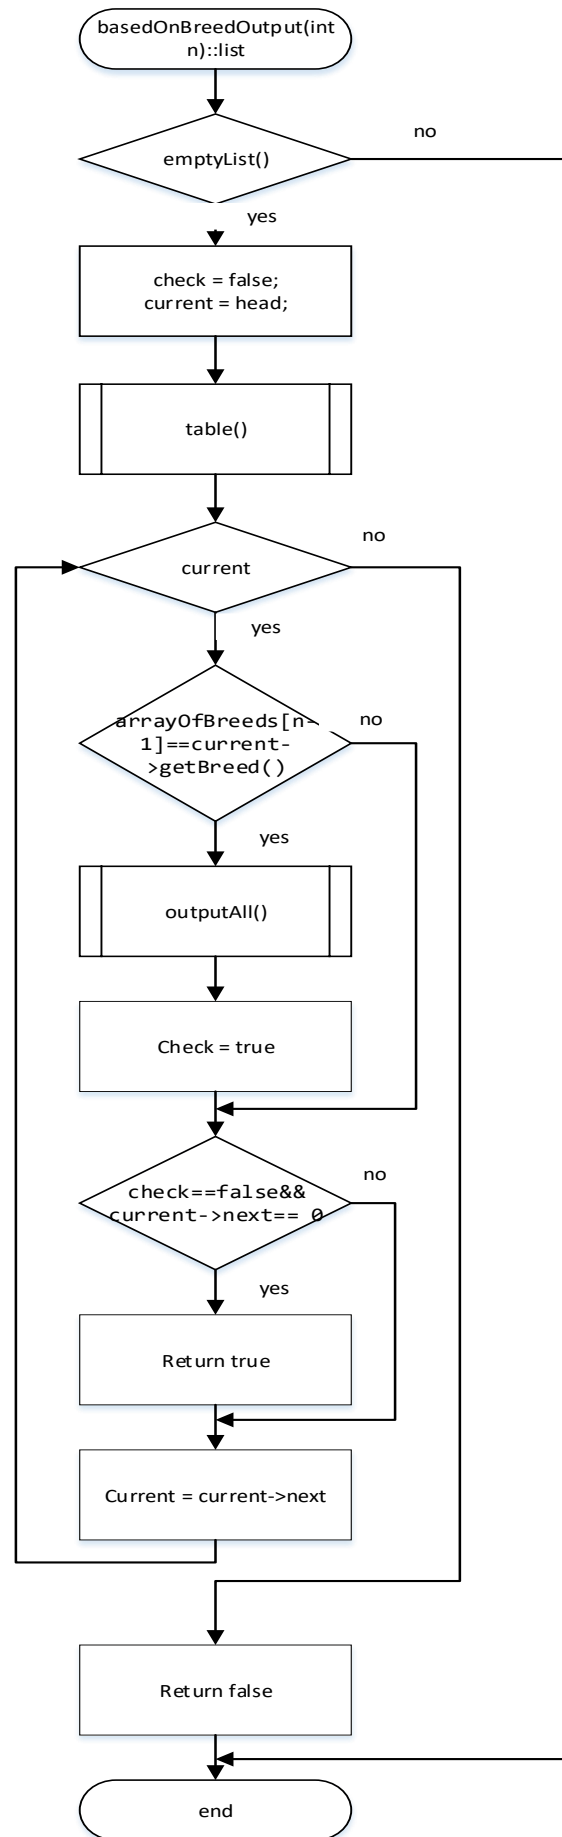 basedOnBreedOutput(int
n)::list
no
emptyList()
yes
check = false;
current = head;
table()
no
current
yes
no
arrayOfBreeds[n-
1]==current-
>getBreed()
yes
outputAll()
Check = true
no
check==false&&
current->next== 0
yes
Return true
Current = current->next
Return false
end